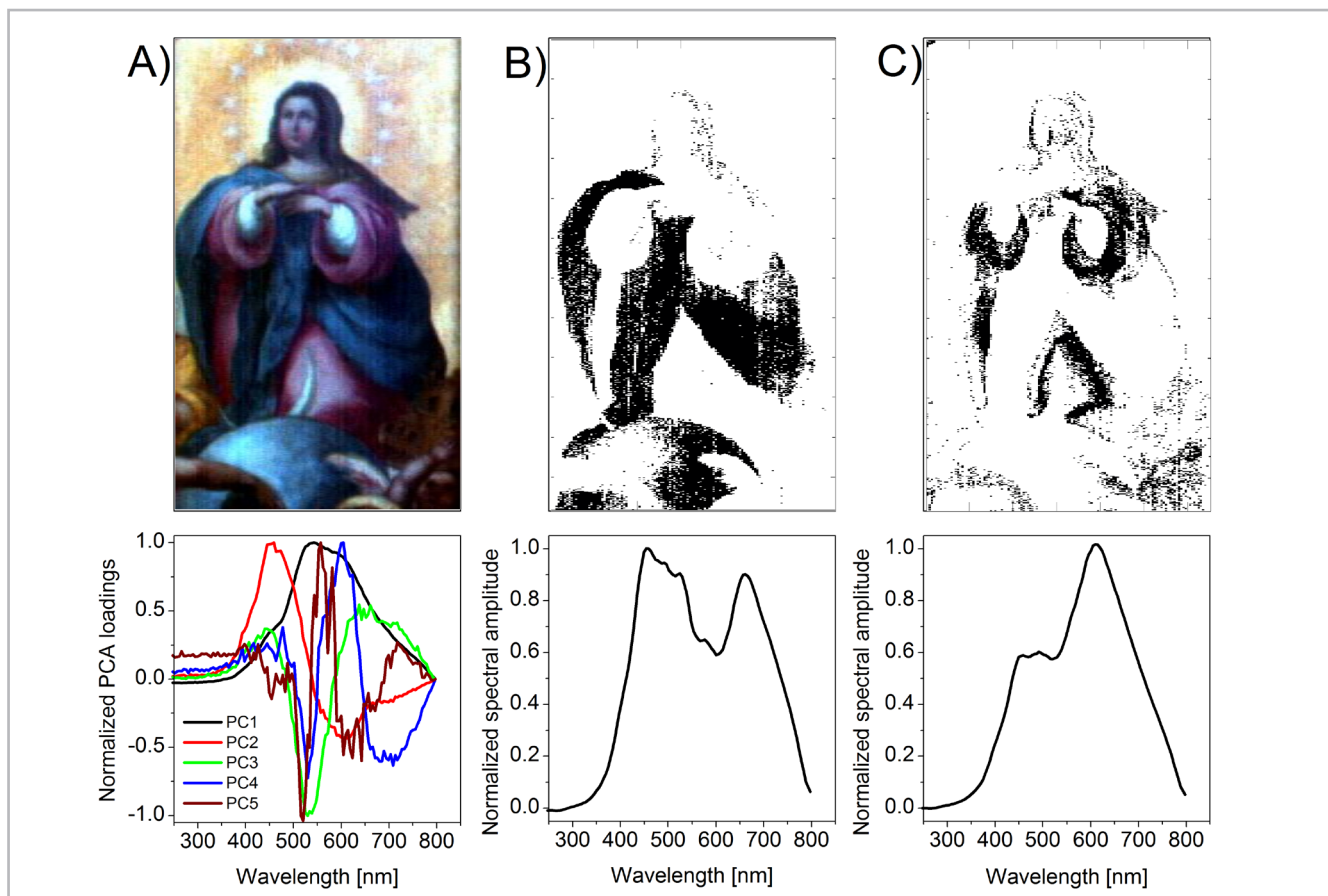 A)
B)
C)
Normalized PCA loadings
1.0
0.5
0.0
-0.5
-1.0
PC1
PC2
PC3
PC4
PC5
300 400 500 600 700 800
Wavelength [nm]
Normalized spectral amplitude
1.0
0.8
0.6
0.4
0.2
0.0
300 400 500 600 700 800
Wavelength [nm]
Normalized spectral amplitude
1.0
0.8
0.6
0.4
0.2
0.0
300 400 500 600 700 800
Wavelength [nm]